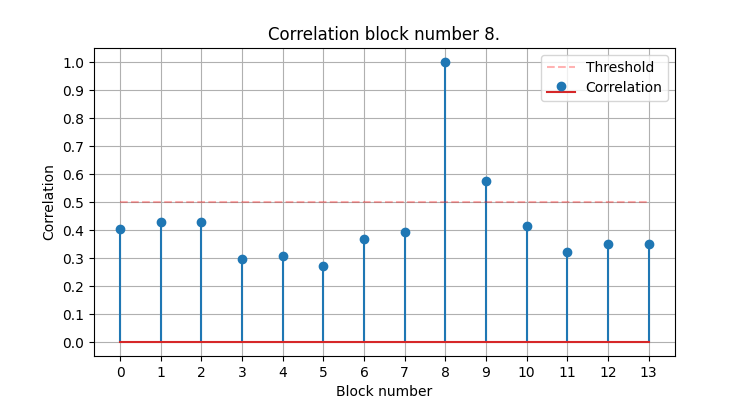 Correlation block number 8.
Threshold
Correlation
1.0
0.9
0.8
0.7
0.6
0.5
0.4
0.3
0.2
0.1
0.0
Correlation
0 1 2 3 4 5 6 7 8 9 10 11 12 13
Block number